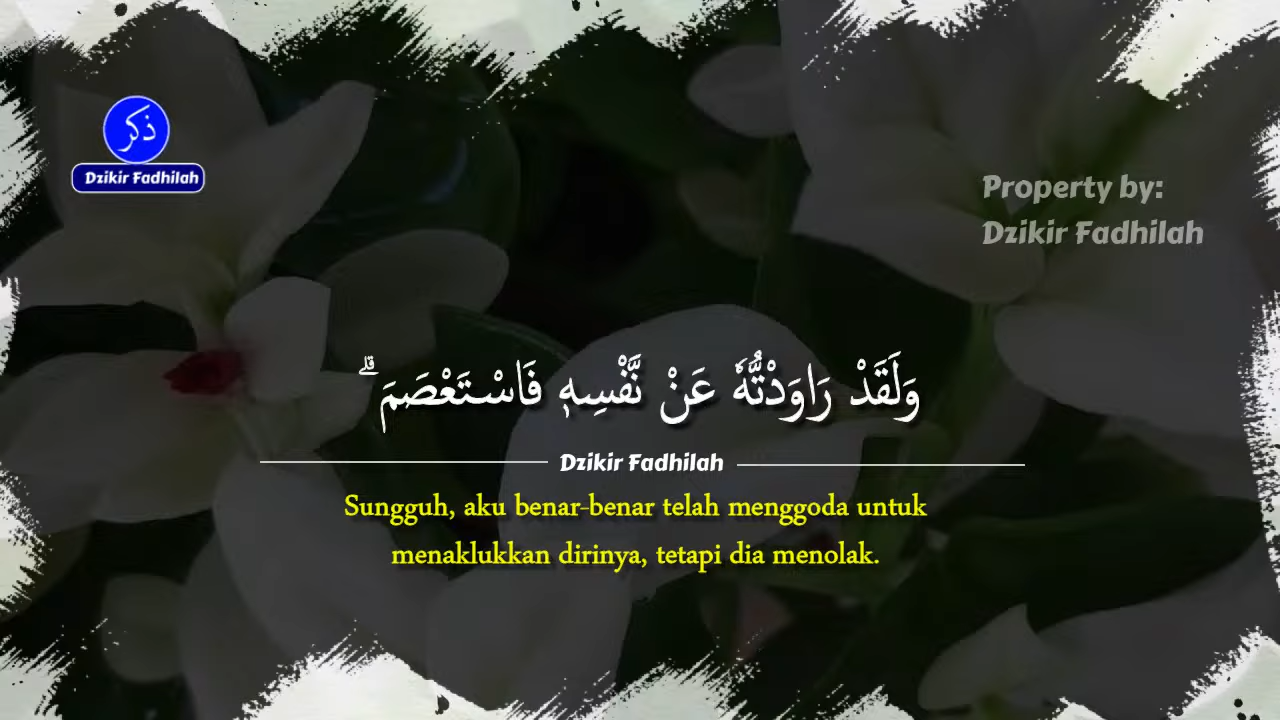 ذكر
Dzikir Fadhilah
Property by:
Dzikir Fadhilah
وَلَقَدْ رَاوَدْتُّهٗ عَنْ نَّفْسِهٖ فَاسْتَعْصَمَ ۗ
Dzikir Fadhilah
Sungguh, aku benar-benar telah menggoda untuk
menaklukkan dirinya, tetapi dia menolak.